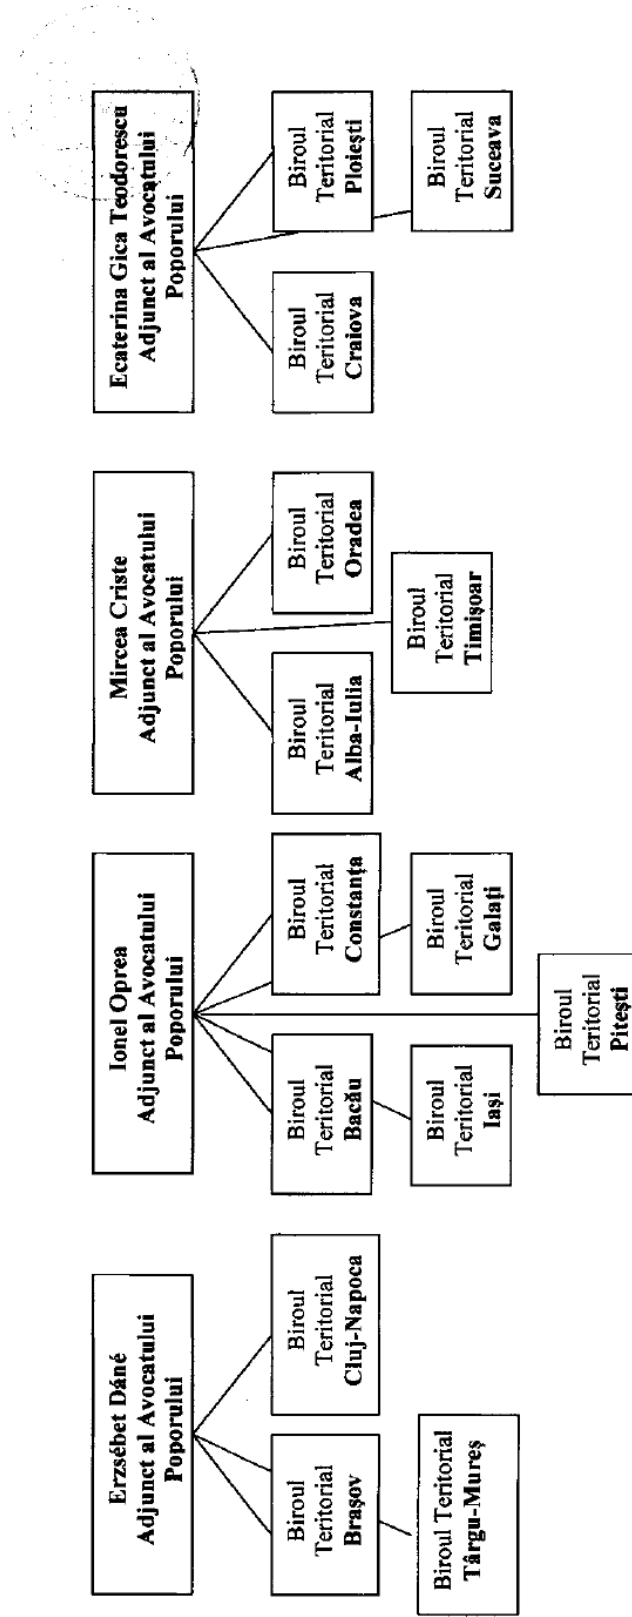 Erzsébet Dáné
Adjunct al Avocatului
Poporului
Biroul
Teritorial
Brașov
Biroul
Teritorial
Cluj-Napoca
Biroul Teritorial
Târgu-Mureș
Ionel Oprea
Adjunct al Avocatului
Poporului
Biroul
Teritorial
Bacău
Biroul
Teritorial
Constanța
Biroul
Teritorial
Iași
Biroul
Teritorial
Galați
Biroul
Teritorial
Pitești
Mircea Criste
Adjunct al Avocatului
Poporului
Biroul
Teritorial
Alba-Iulia
Biroul
Teritorial
Oradea
Biroul
Teritorial
Timișoar
Ecaterina Gica Teodorescu
Adjunct al Avocatului
Poporului
Biroul
Teritorial
Craiova
Biroul
Teritorial
Ploiești
Biroul
Teritorial
Suceava